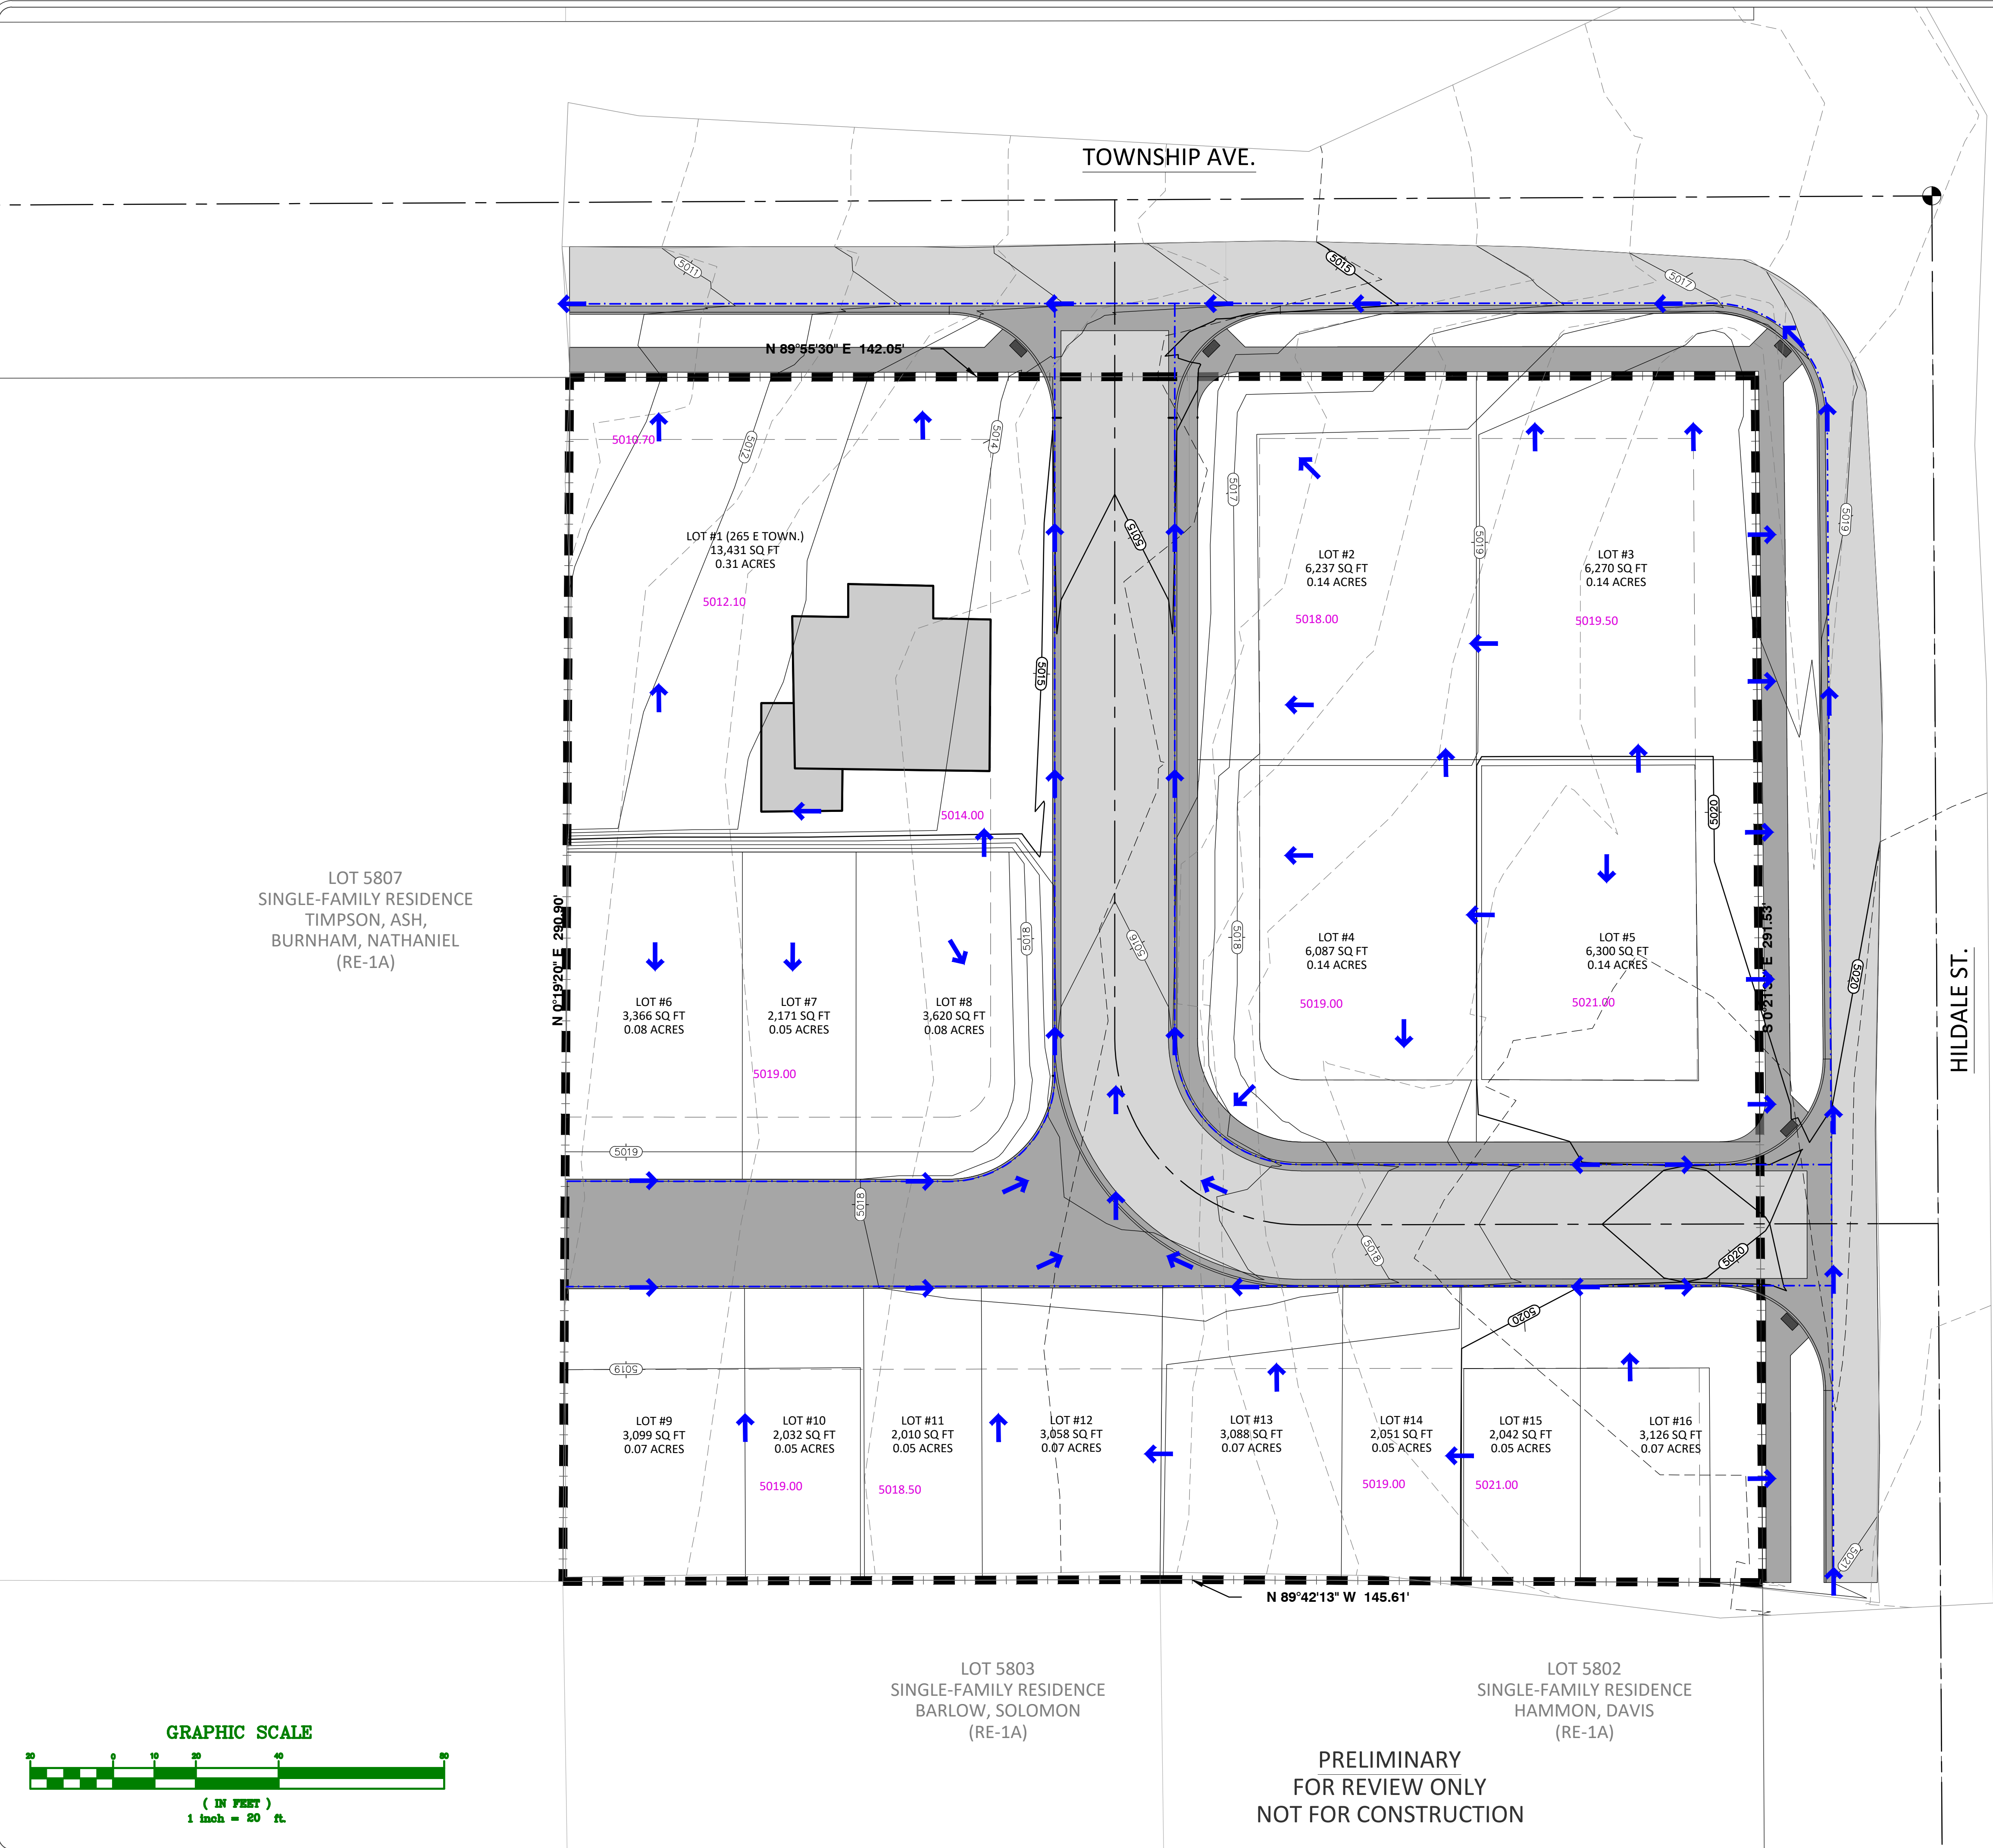 TOWNSHIP AVE.
5011
5015
5017
N 89°55'30" E 142.05'
5010.70
5012
5014
5017
5015
5019
5019
LOT #1 (265 E TOWN.)
13,431 SQ FT
0.31 ACRES
5012.10
LOT #2
6,237 SQ FT
0.14 ACRES
5018.00
LOT #3
6,270 SQ FT
0.14 ACRES
5019.50
5015
5014.00
5020
LOT 5807
SINGLE-FAMILY RESIDENCE
TIMPSON, ASH,
BURNHAM, NATHANIEL
(RE-1A)
N 0°19'20" E 290.90'
5018
5016
5018
LOT #4
6,087 SQ FT
0.14 ACRES
5019.00
LOT #5
6,300 SQ FT
0.14 ACRES
5021.00
E 291.53'
5020
HILDALE ST.
LOT #6
3,366 SQ FT
0.08 ACRES
LOT #7
2,171 SQ FT
0.05 ACRES
LOT #8
3,620 SQ FT
0.08 ACRES
5019.00
5019
5018
5018
5020
5020
5019
LOT #9
3,099 SQ FT
0.07 ACRES
LOT #10
2,032 SQ FT
0.05 ACRES
LOT #11
2,010 SQ FT
0.05 ACRES
LOT #12
3,058 SQ FT
0.07 ACRES
LOT #13
3,088 SQ FT
0.07 ACRES
LOT #14
2,051 SQ FT
0.05 ACRES
LOT #15
2,042 SQ FT
0.05 ACRES
LOT #16
3,126 SQ FT
0.07 ACRES
5019.00
5018.50
5019.00
5021.00
5021
N 89°42'13" W 145.61'
LOT 5803
SINGLE-FAMILY RESIDENCE
BARLOW, SOLOMON
(RE-1A)
LOT 5802
SINGLE-FAMILY RESIDENCE
HAMMON, DAVIS
(RE-1A)
GRAPHIC SCALE
20 0 10 20 40 80
( IN FEET )
1 inch = 20 ft.
PRELIMINARY
FOR REVIEW ONLY
NOT FOR CONSTRUCTION